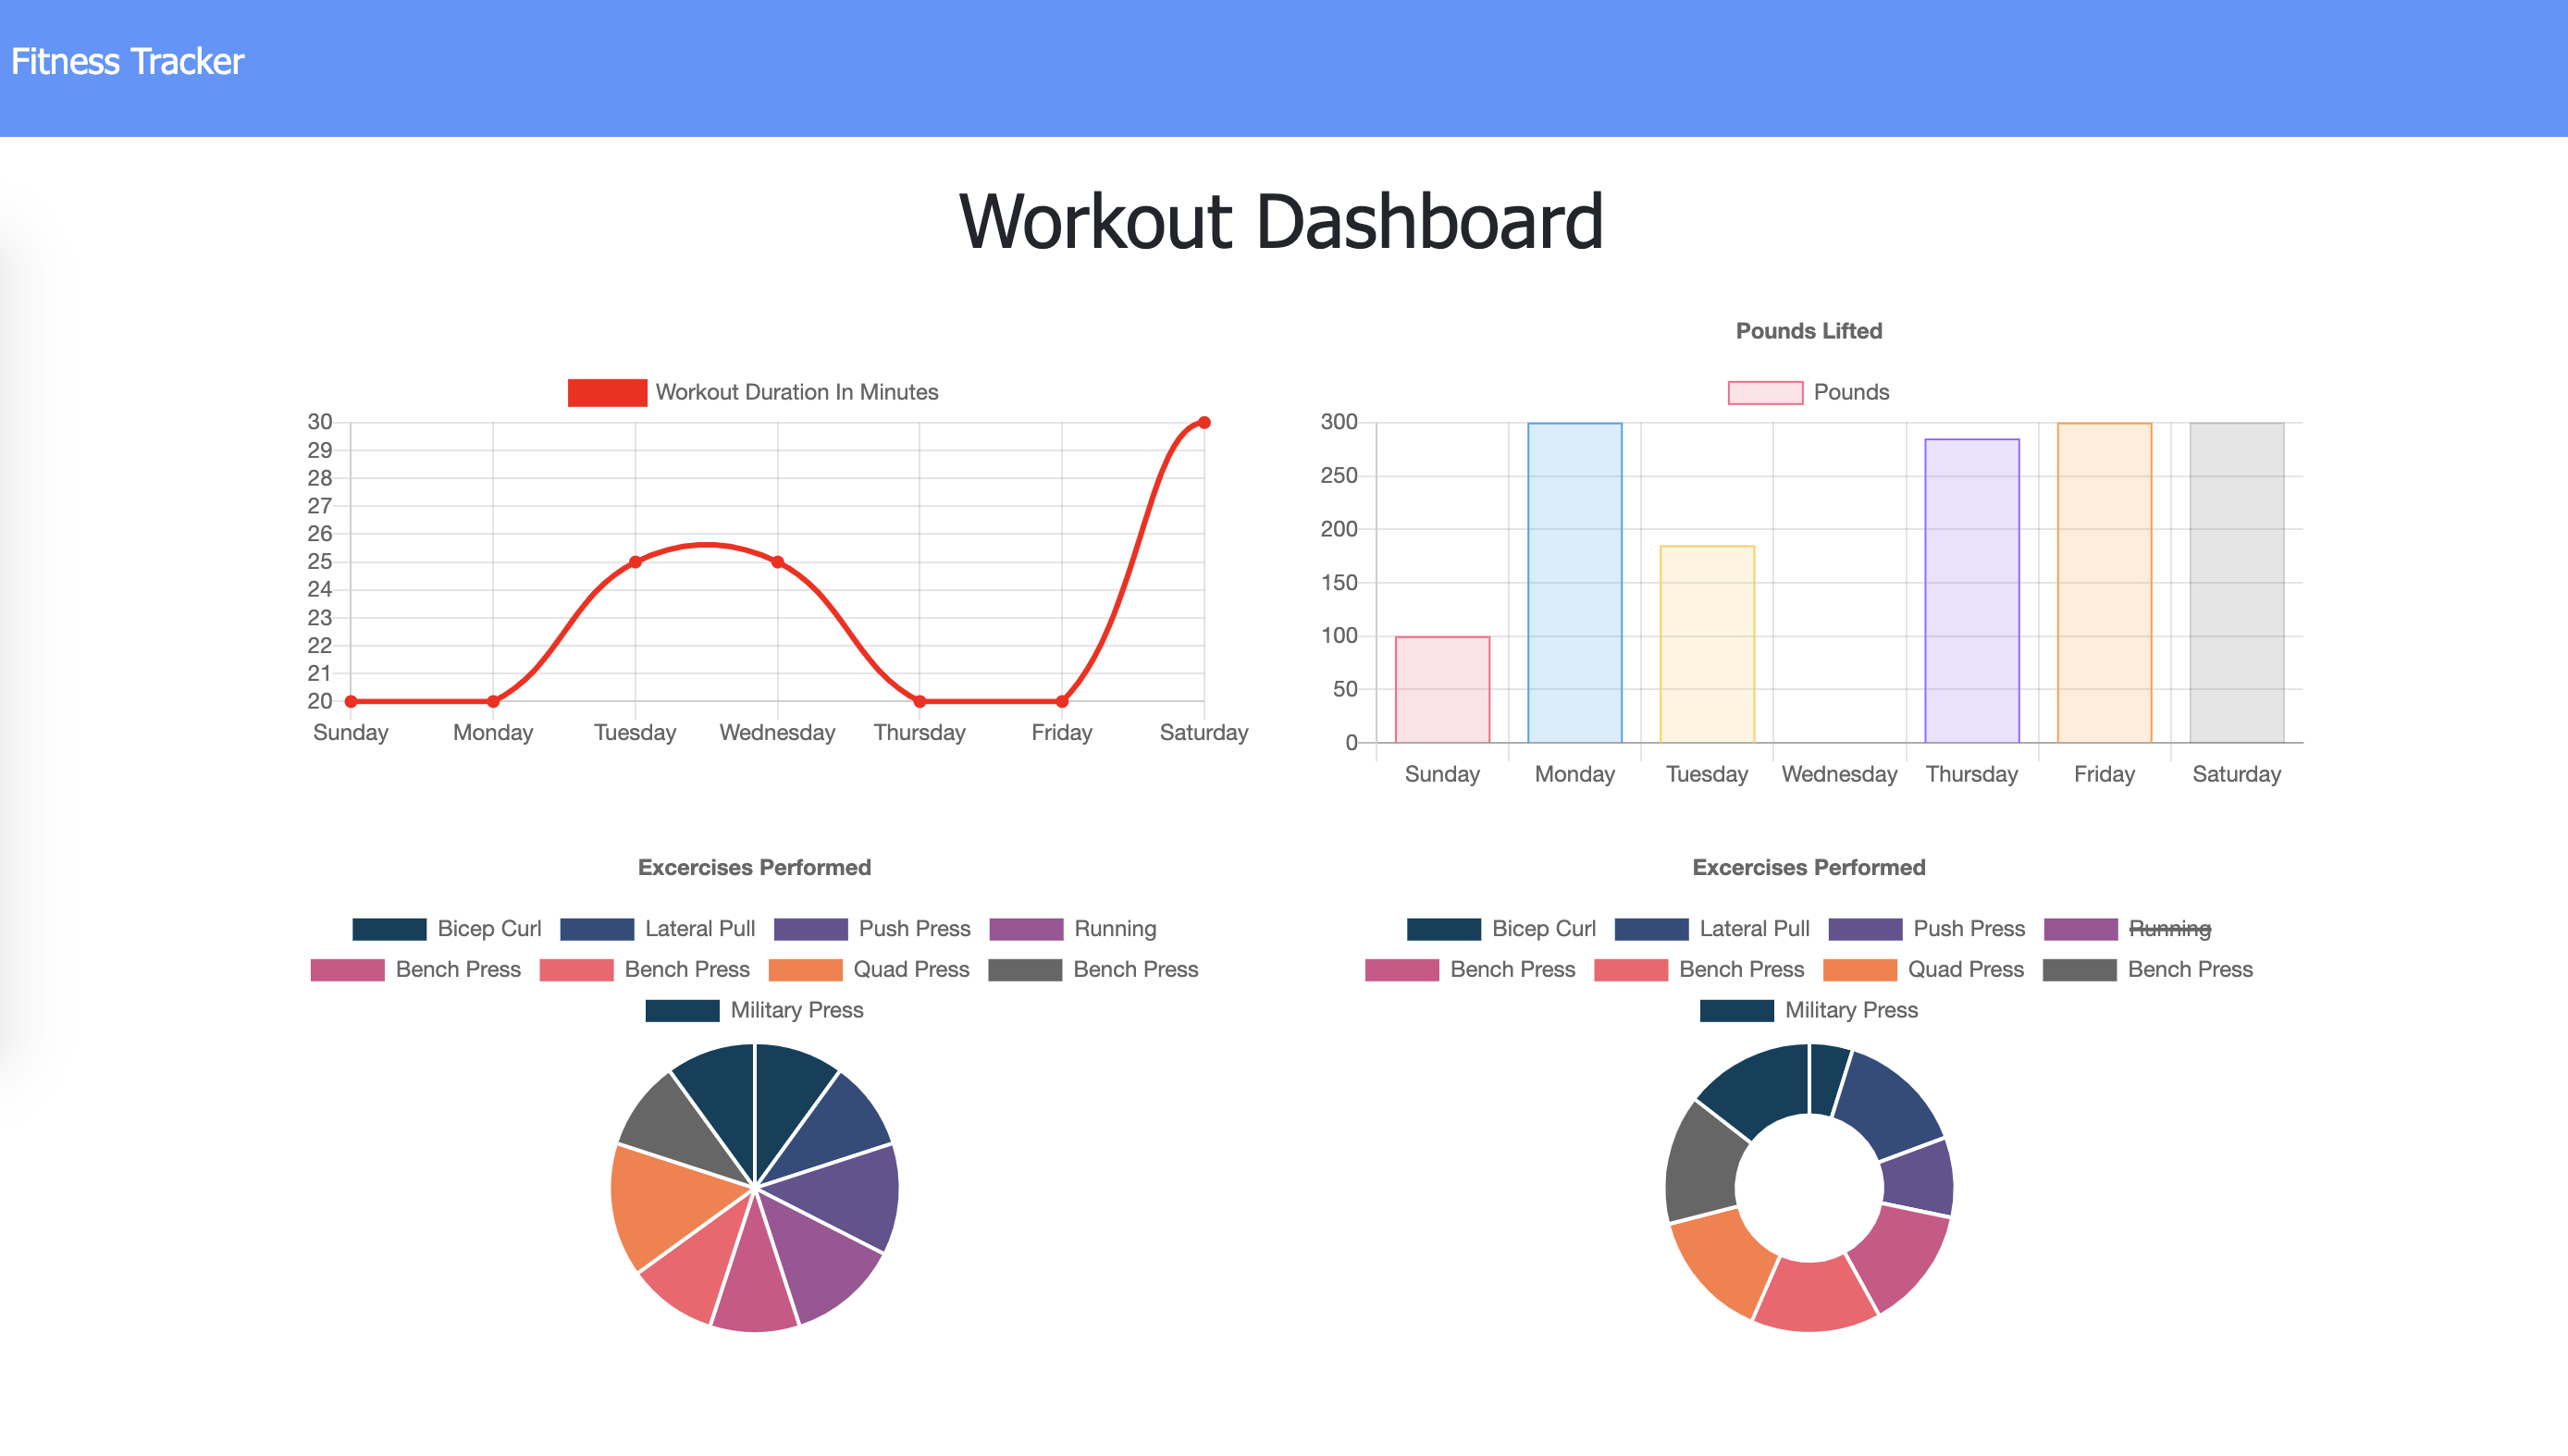 Fitness Tracker
Workout Dashboard
Workout Duration In Minutes
30
29
28
27
26
25
24
23
22
21
20
Sunday Monday Tuesday Wednesday Thursday Friday Saturday
Pounds Lifted
Pounds
300
250
200
150
100
50
0
Sunday Monday Tuesday Wednesday Thursday Friday Saturday
Excercises Performed
Bicep Curl Lateral Pull Push Press Running
Bench Press Bench Press Quad Press Bench Press
Military Press
Excercises Performed
Bicep Curl Lateral Pull Push Press Running
Bench Press Bench Press Quad Press Bench Press
Military Press